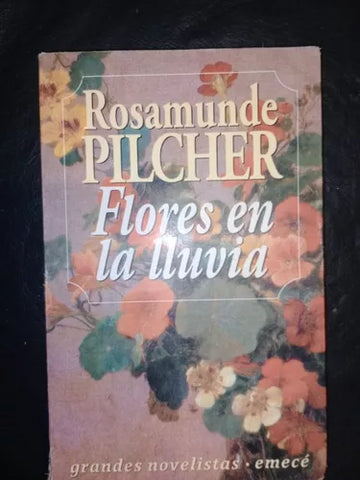 Rosamunde
PILCHER
Flores en
la lluvia
grandes novelistas · emecé